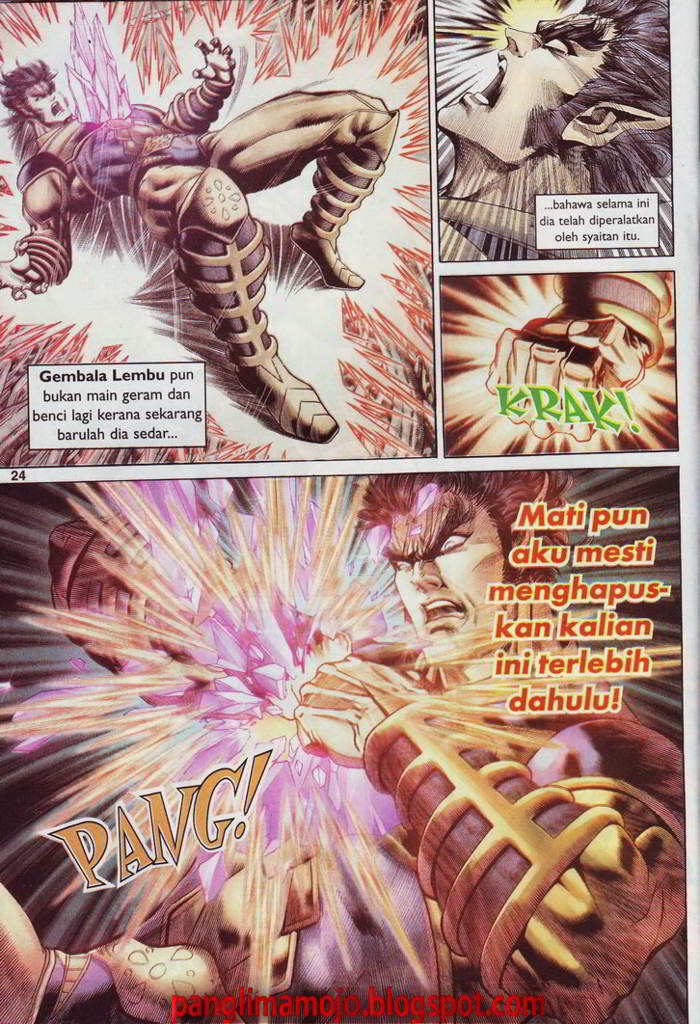 Gembala Lembu pun
bukan main geram dan
benci lagi kerana sekarang
barulah dia sedar...
...bahawa selama ini
dia telah diperalatkan
oleh syaitan itu.
KRAK!
24
Mati pun
aku mesti
menghapus-
kan kalian
ini terlebih
dahulu!
PANG!
panglimamojo.blogspot.com